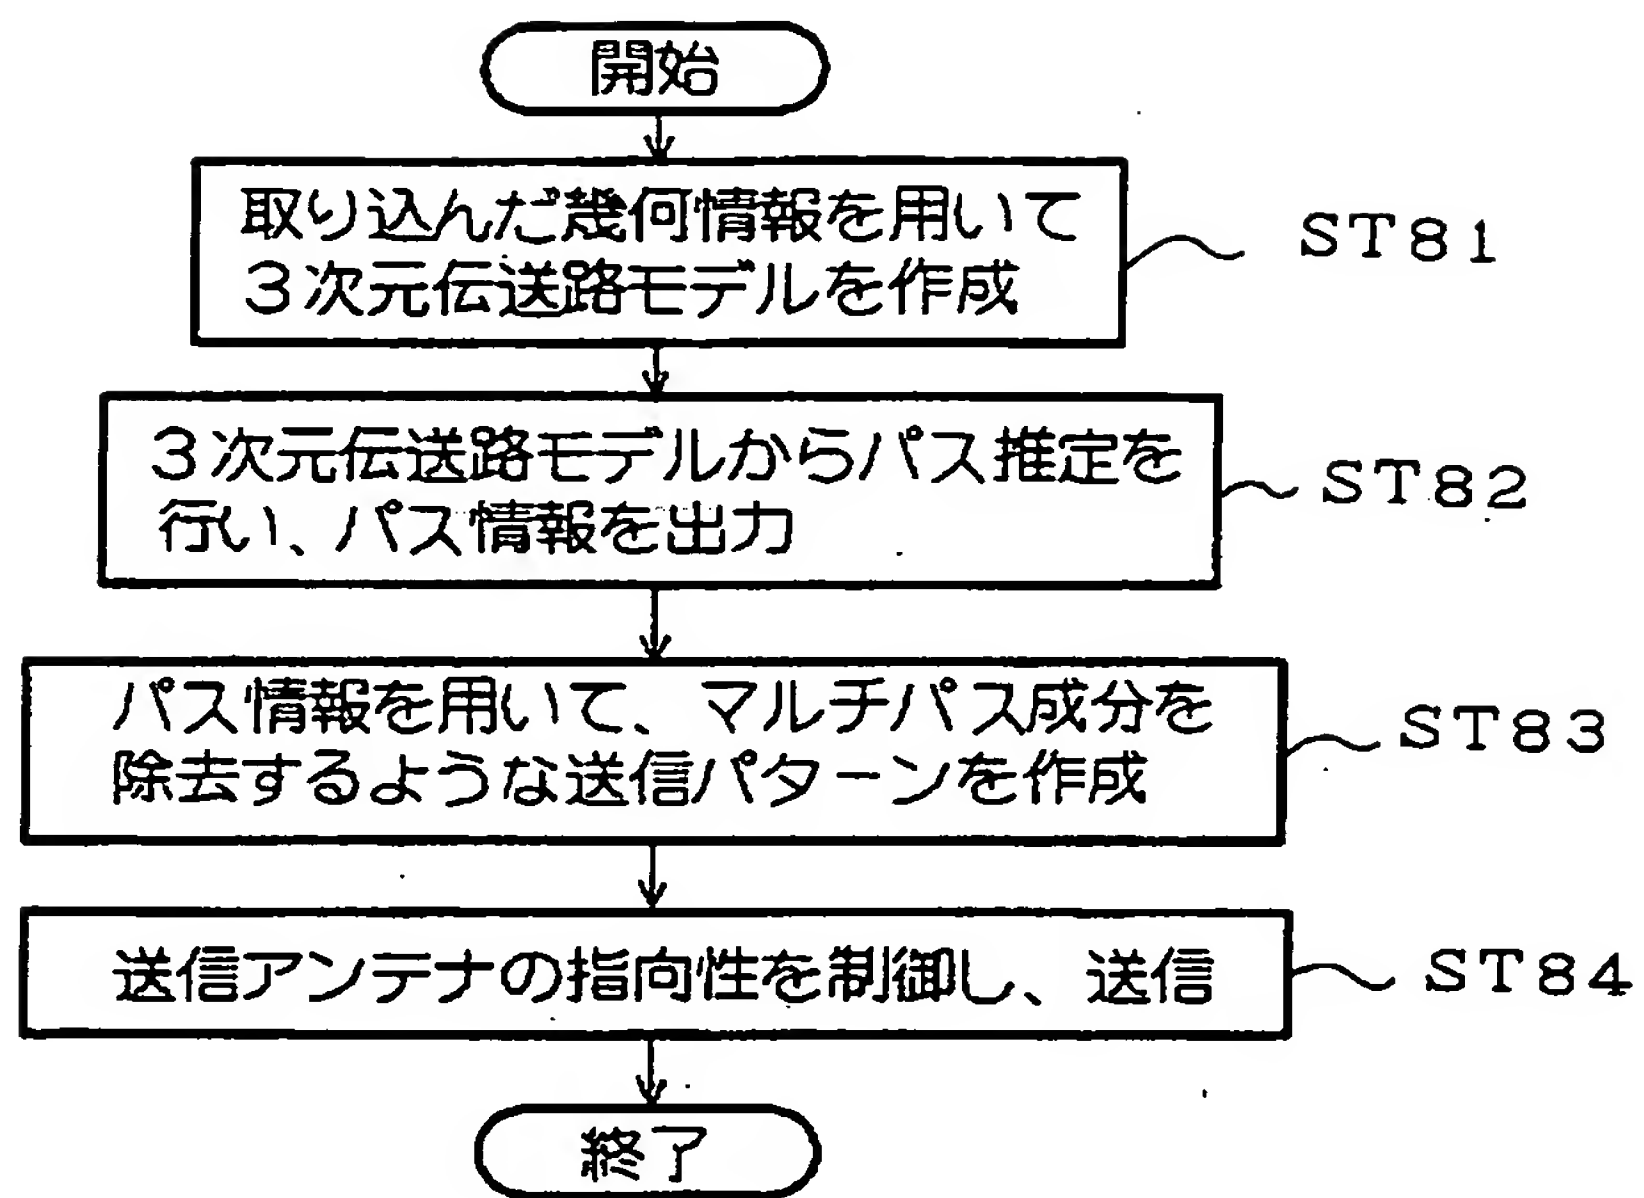 開始
取り込んだ幾何情報を用いて
3次元伝送路モデルを作成
ST81
3次元伝送路モデルからパス推定を
行い、パス情報を出力
ST82
パス情報を用いて、マルチパス成分を
除去するような送信パターンを作成
ST83
送信アンテナの指向性を制御し、送信
ST84
終了